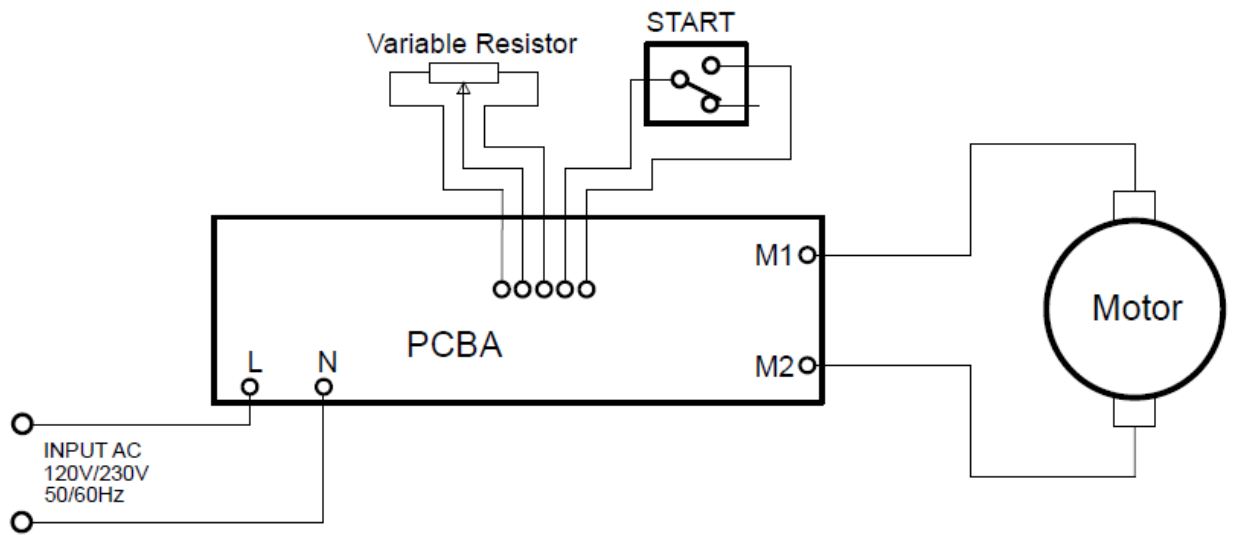 START
Variable Resistor
M1
Motor
PCBA
M2
L
N
INPUT AC
120V/230V
50/60Hz